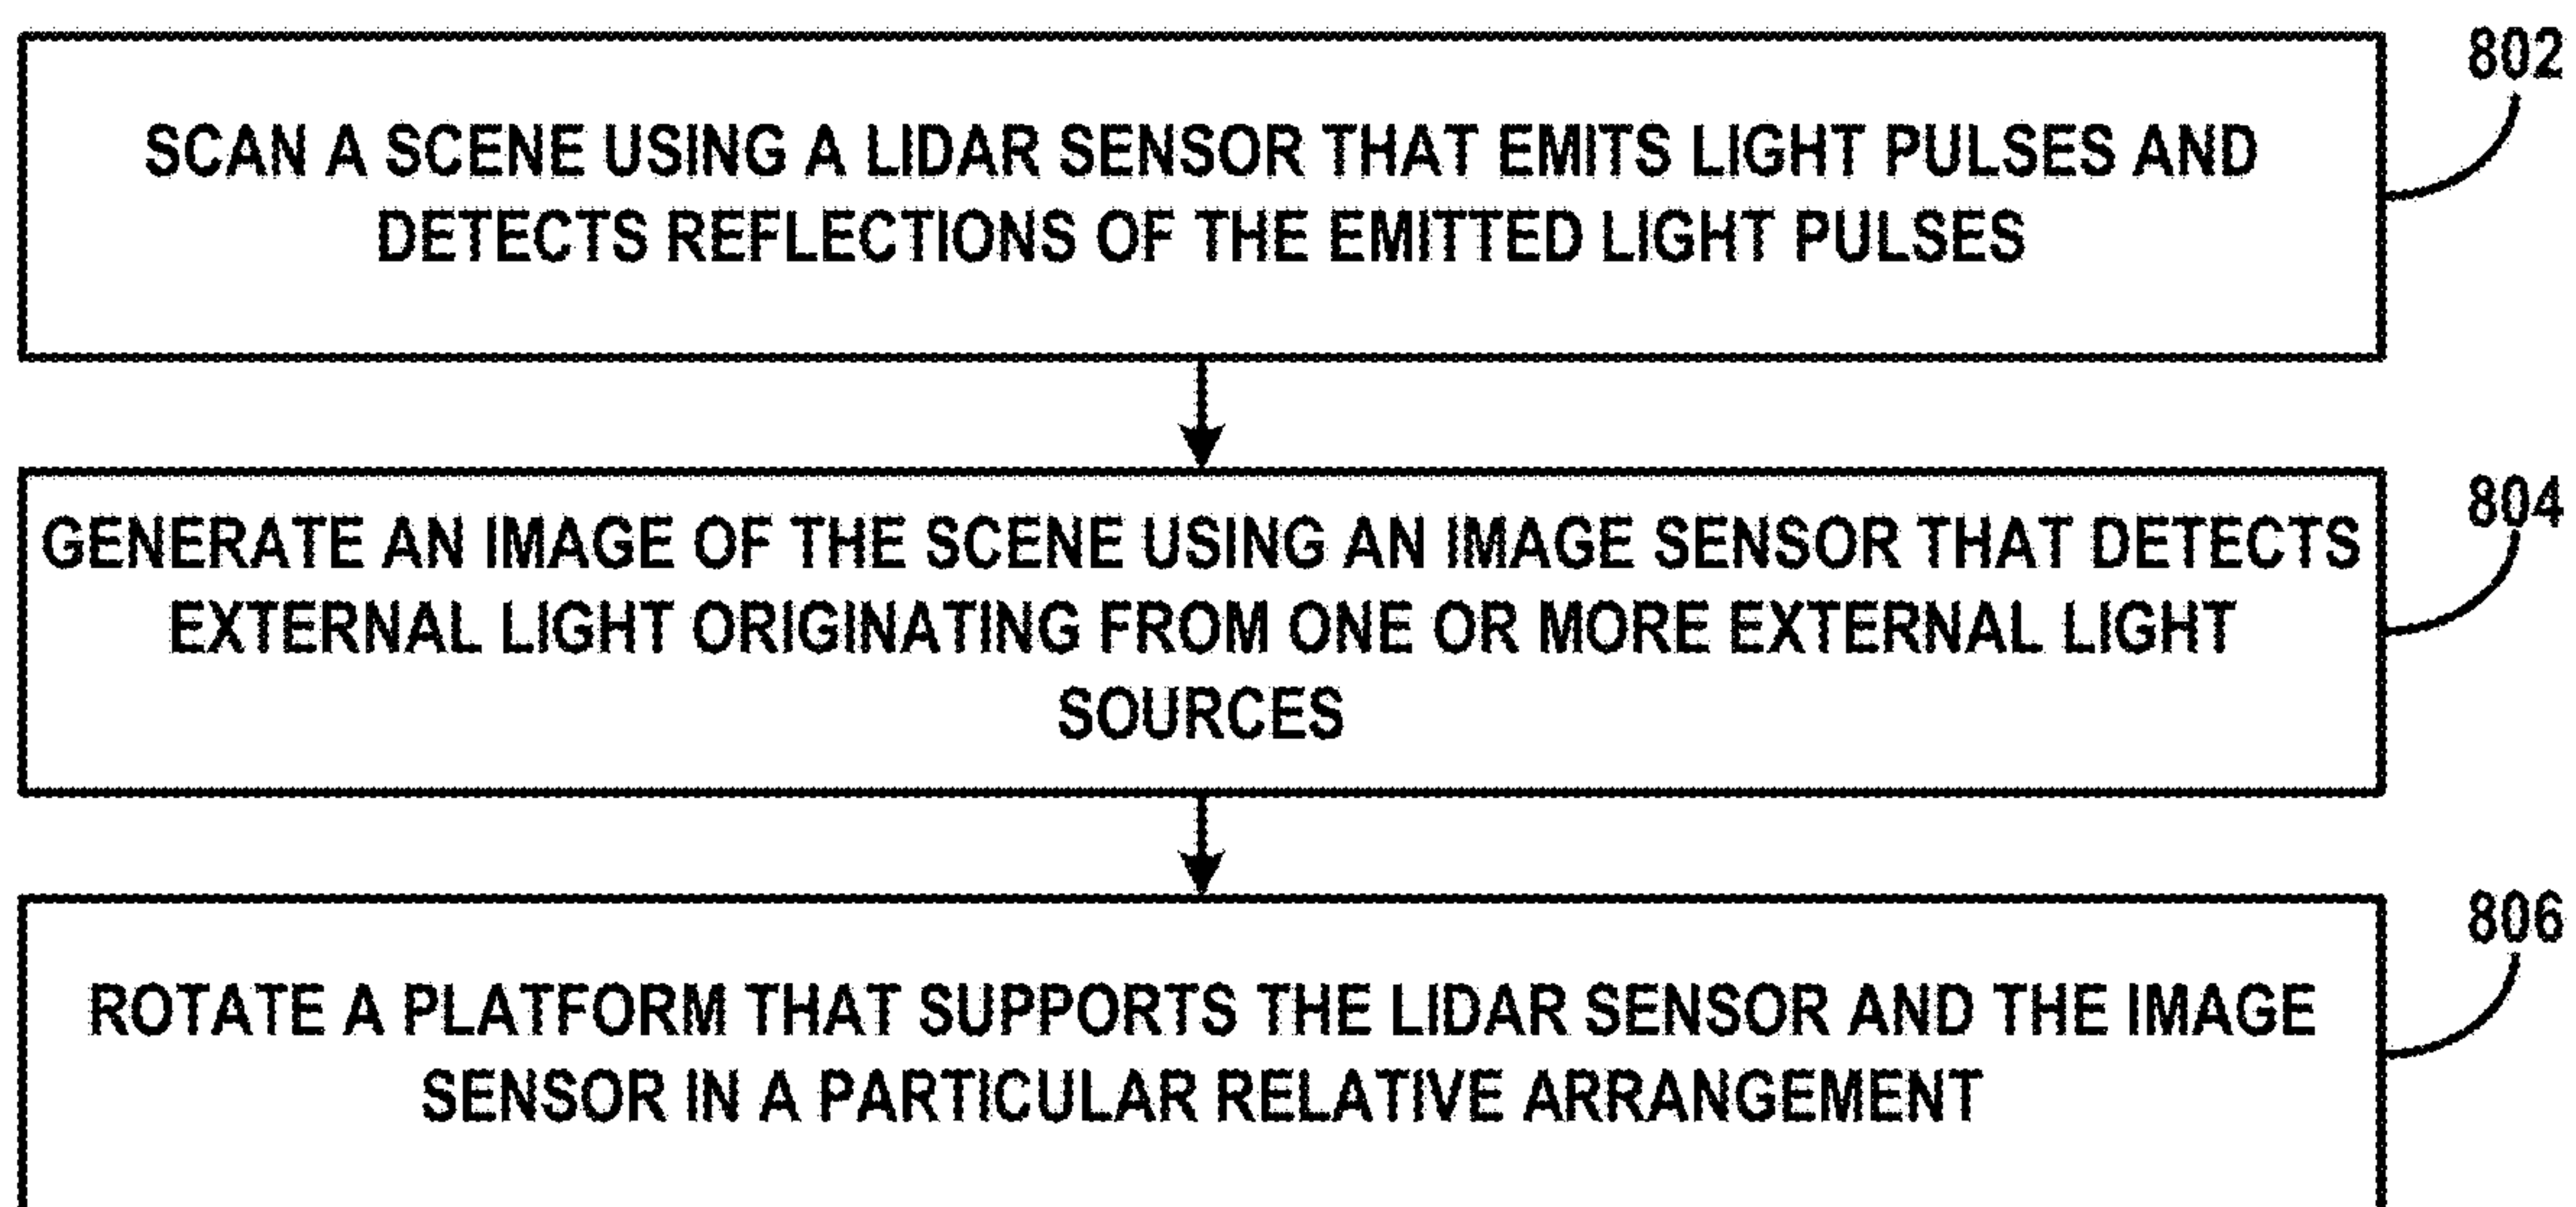 802
SCAN A SCENE USING A LIDAR SENSOR THAT EMITS LIGHT PULSES AND
DETECTS REFLECTIONS OF THE EMITTED LIGHT PULSES
804
GENERATE AN IMAGE OF THE SCENE USING AN IMAGE SENSOR THAT DETECTS
EXTERNAL LIGHT ORIGINATING FROM ONE OR MORE EXTERNAL LIGHT
SOURCES
806
ROTATE A PLATFORM THAT SUPPORTS THE LIDAR SENSOR AND THE IMAGE
SENSOR IN A PARTICULAR RELATIVE ARRANGEMENT